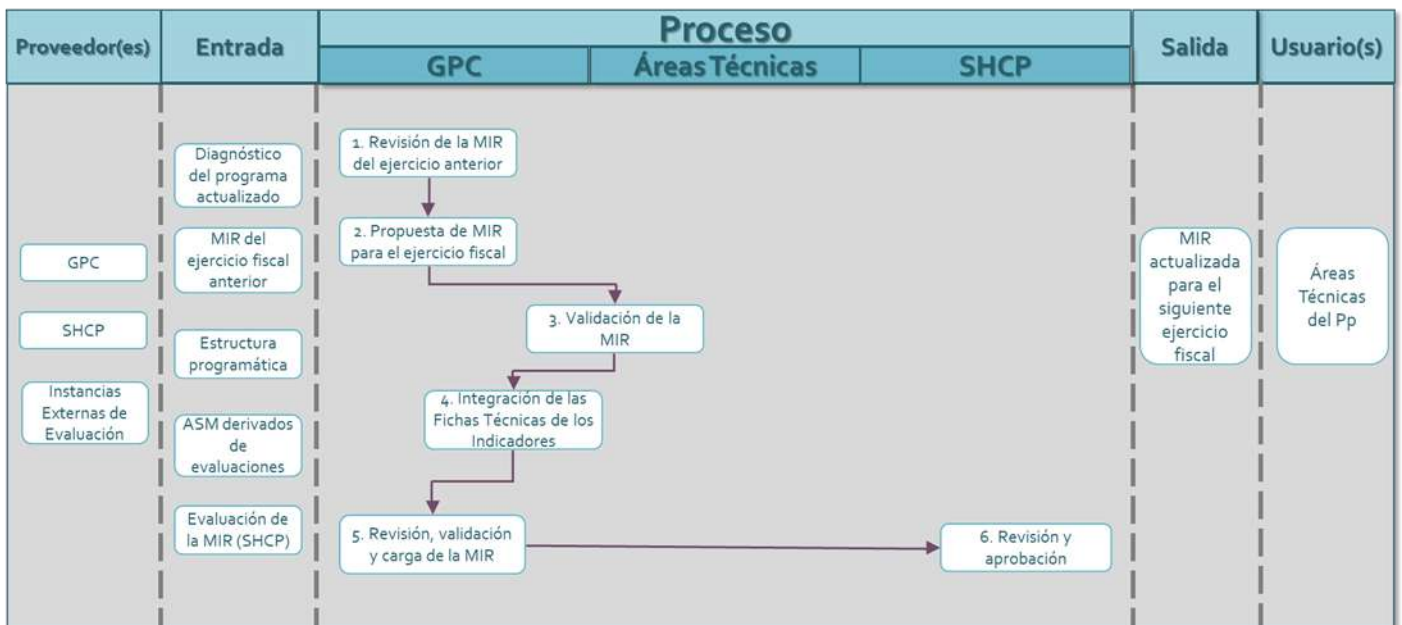 Proveedor(es)
Entrada
Proceso
GPC
Áreas Técnicas
SHCP
Salida
Usuario(s)
GPC
SHCP
Instancias
Externas de
Evaluación
Diagnóstico
del programa
actualizado
MIR del
ejercicio fiscal
anterior
Estructura
programática
ASM derivados
de
evaluaciones
Evaluación de
la MIR (SHCP)
1. Revisión de la MIR
del ejercicio anterior
2. Propuesta de MIR
para el ejercicio fiscal
3. Validación de la
MIR
4. Integración de las
Fichas Técnicas de los
Indicadores
5. Revisión, validación
y carga de la MIR
6. Revisión y
aprobación
MIR
actualizada
para el
siguiente
ejercicio
fiscal
Áreas
Técnicas
del Pp